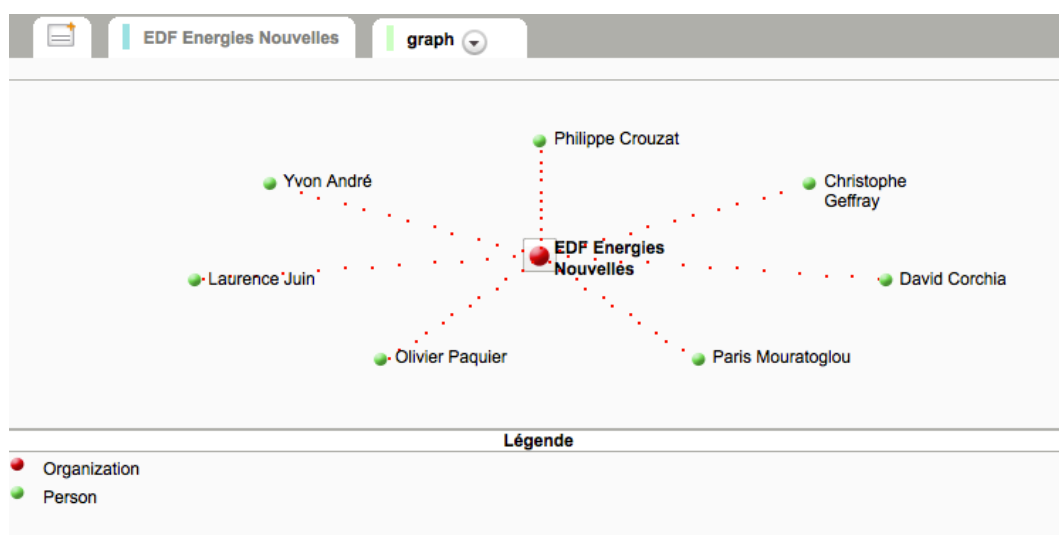 EDF Energies Nouvelles
graph
Philippe Crouzat
Yvon André
Christophe
Geffray
EDF Energies
Nouvelles
Laurence Juin
David Corchia
Olivier Paquier
Paris Mouratoglou
Légende
Organization
Person